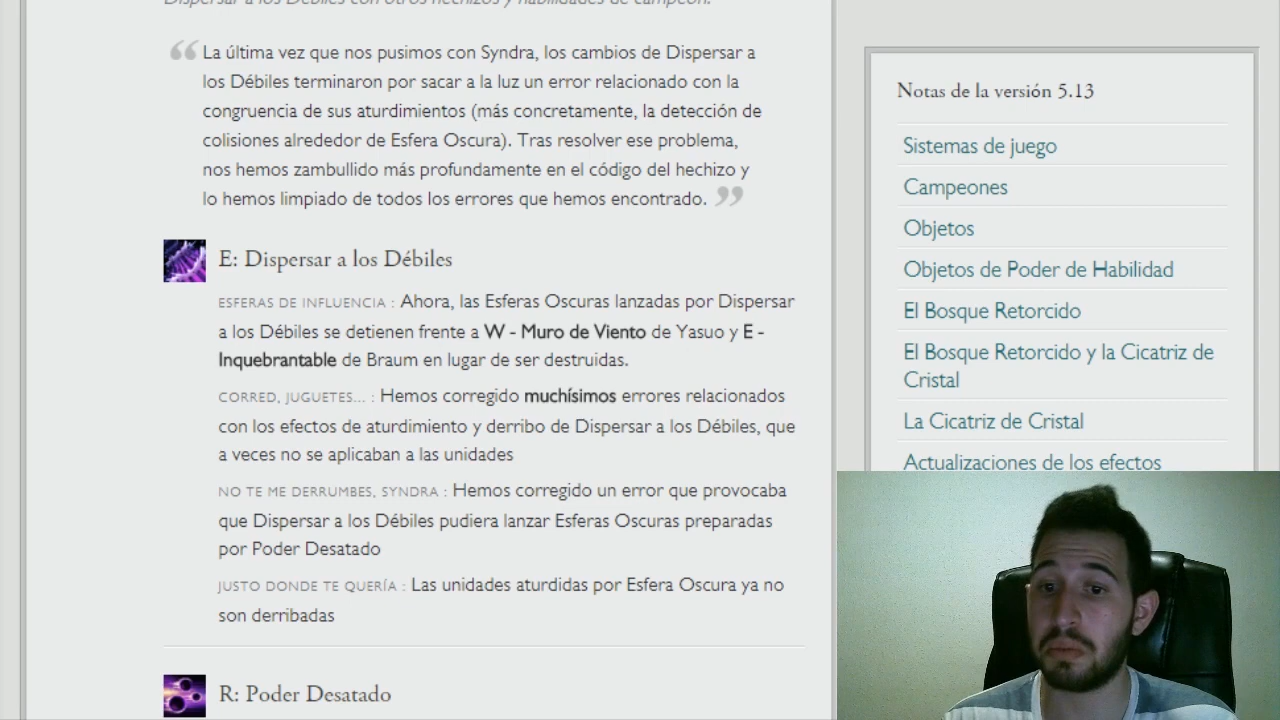 Dispersar a los Débiles con otros hechizos y habilidades de campeón.
“ La última vez que nos pusimos con Syndra, los cambios de Dispersar a
los Débiles terminaron por sacar a la luz un error relacionado con la
congruencia de sus aturdimientos (más concretamente, la detección de
colisiones alrededor de Esfera Oscura). Tras resolver ese problema,
nos hemos zambullido más profundamente en el código del hechizo y
lo hemos limpiado de todos los errores que hemos encontrado. ”
E: Dispersar a los Débiles
ESFERAS DE INFLUENCIA : Ahora, las Esferas Oscuras lanzadas por Dispersar
a los Débiles se detienen frente a W - Muro de Viento de Yasuo y E -
Inquebrantable de Braum en lugar de ser destruidas.
CORRED, JUGUETES... : Hemos corregido muchísimos errores relacionados
con los efectos de aturdimiento y derribo de Dispersar a los Débiles, que
a veces no se aplicaban a las unidades
NO TE ME DERRUMBES, SYNDRA : Hemos corregido un error que provocaba
que Dispersar a los Débiles pudiera lanzar Esferas Oscuras preparadas
por Poder Desatado
JUSTO DONDE TE QUERÍA : Las unidades aturdidas por Esfera Oscura ya no
son derribadas
R: Poder Desatado
Notas de la versión 5.13
Sistemas de juego
Campeones
Objetos
Objetos de Poder de Habilidad
El Bosque Retorcido
El Bosque Retorcido y la Cicatriz de
Cristal
La Cicatriz de Cristal
Actualizaciones de los efectos